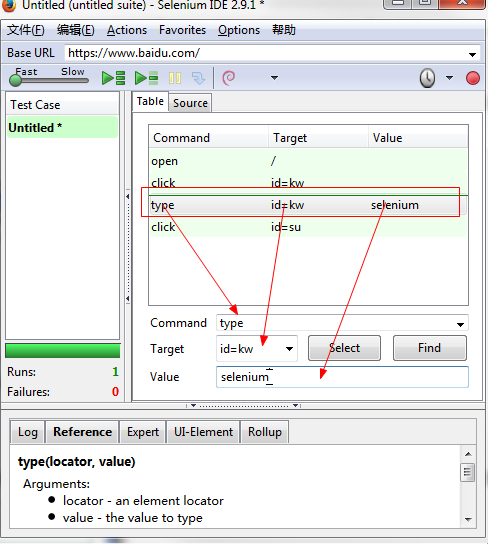 Untitled (untitled suite) - Selenium IDE 2.9.1 *
文件(F) 编辑(E) Actions Favorites Options 帮助
Base URL https://www.baidu.com/
Fast Slow
Test Case
Untitled *
Runs: 1
Failures: 0
Table Source
Command Target Value
open /
click id=kw
type id=kw selenium
click id=su
Command type
Target id=kw Select Find
Value selenium
Log Reference Expert UI-Element Rollup
type(locator, value)
Arguments:
● locator - an element locator
● value - the value to type